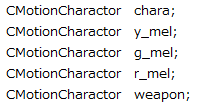 CMotionCharactor chara;
CMotionCharactor y_mel;
CMotionCharactor g_mel;
CMotionCharactor r_mel;
CMotionCharactor weapon;